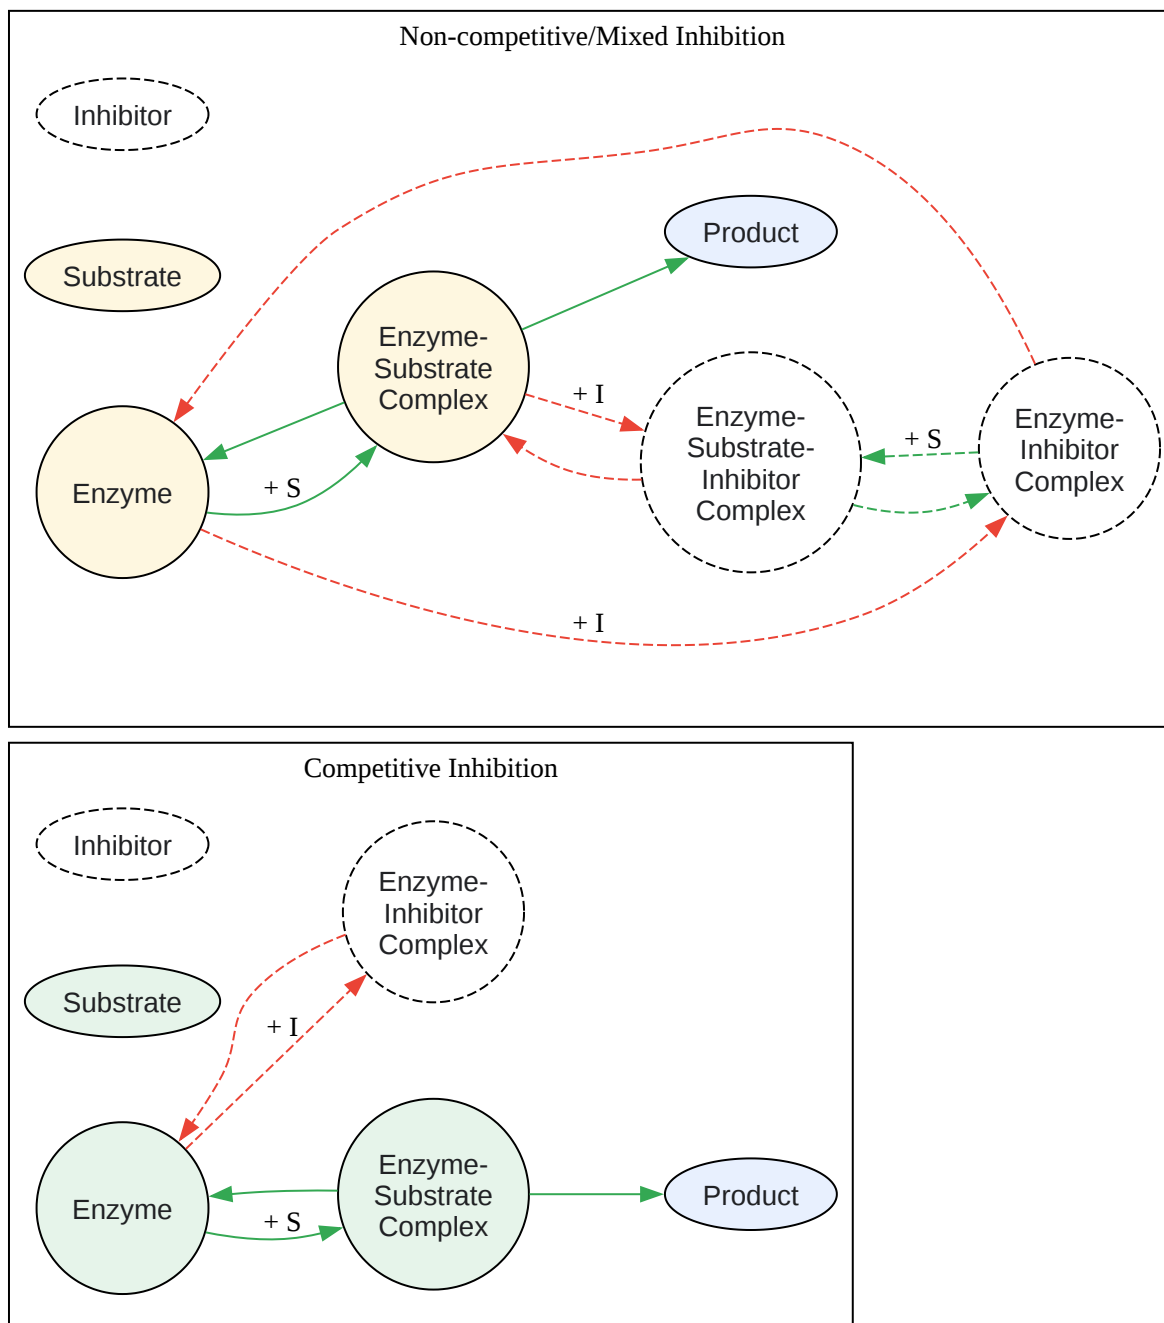 Non-competitive/Mixed Inhibition
Inhibitor
Product
Substrate
Enzyme-
Substrate
Complex
+ I
Enzyme-
Substrate-
Inhibitor
Complex
+ S
Enzyme-
Inhibitor
Complex
Enzyme
+ S
+ I
Competitive Inhibition
Inhibitor
Enzyme-
Inhibitor
Complex
Substrate
+ I
Enzyme
+ S
Enzyme-
Substrate
Complex
Product